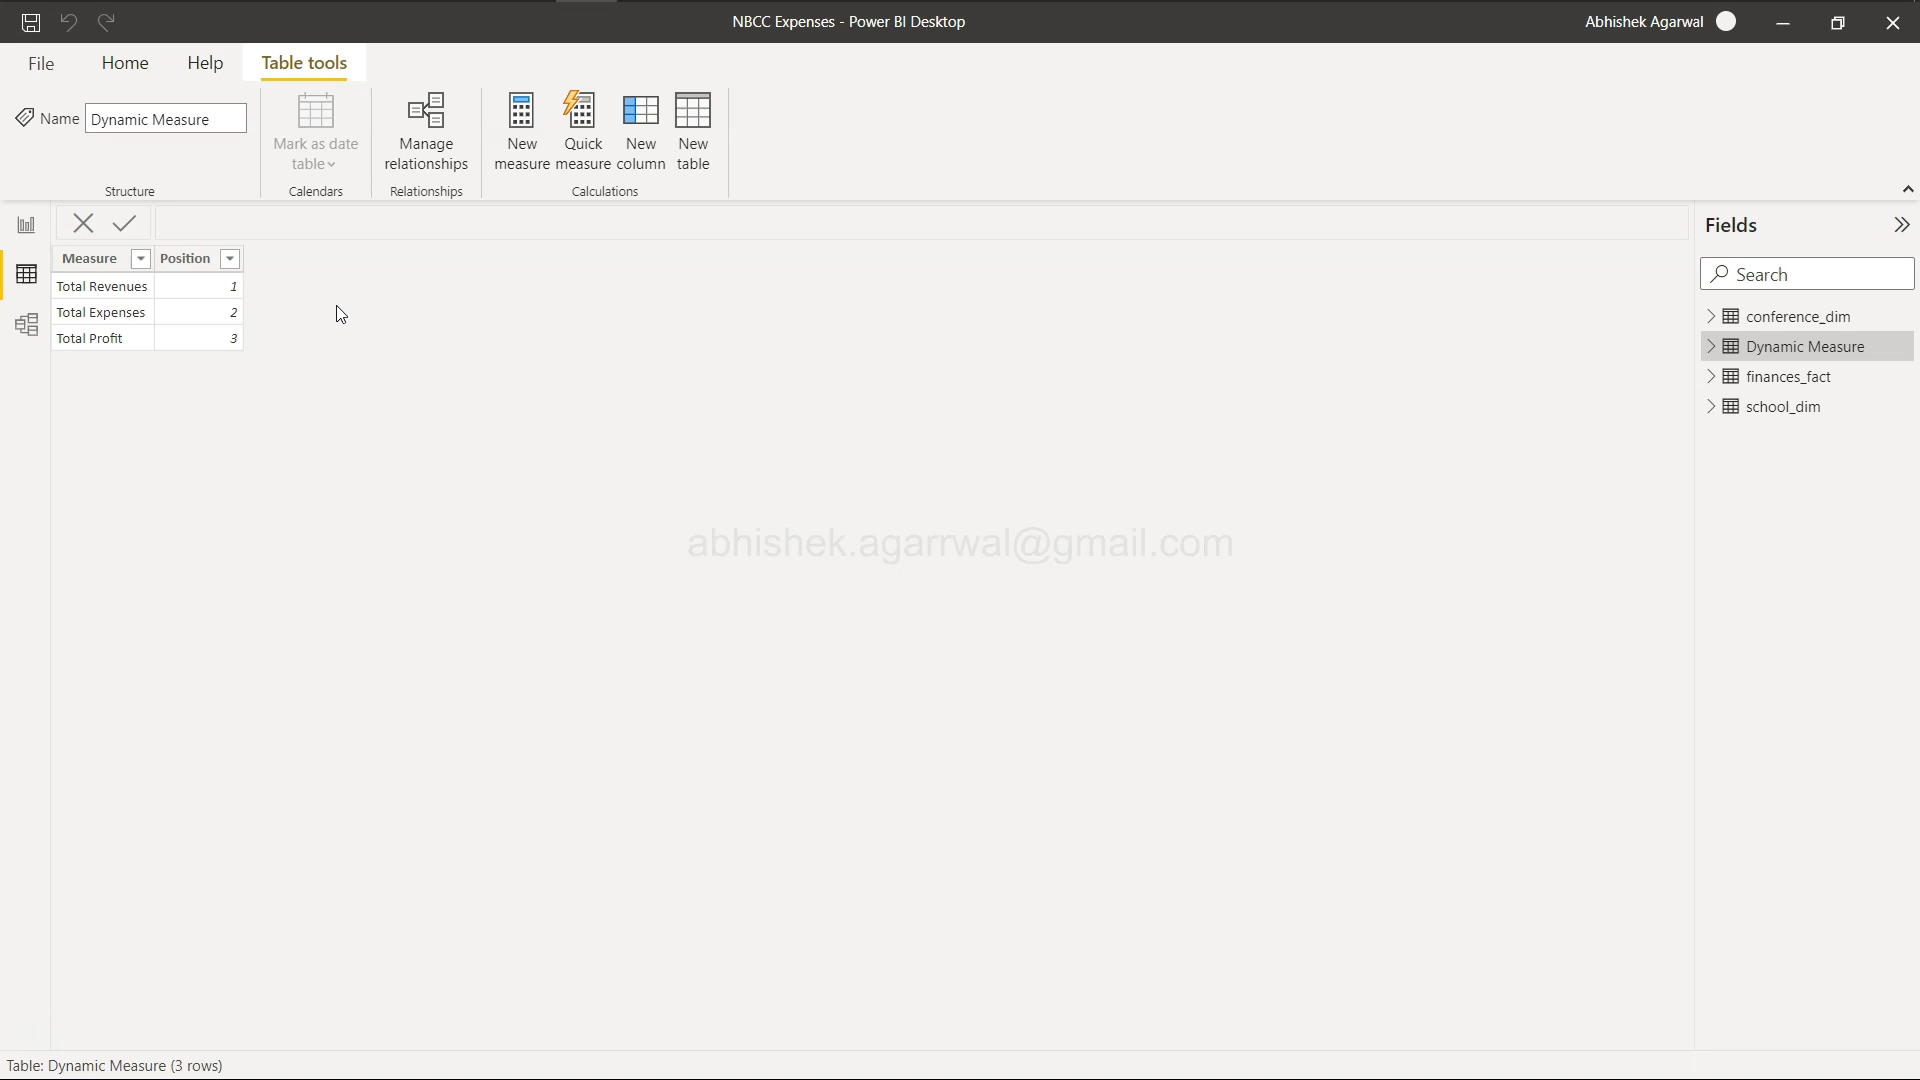 NBCC Expenses - Power BI Desktop
Abhishek Agarwal
File
Home
Help
Table tools
Name
Dynamic Measure
Mark as date
table
Manage
relationships
New
measure
Quick
measure
New
column
New
table
Structure
Calendars
Relationships
Calculations
Fields
Search
Measure
Position
Total Revenues
1
Total Expenses
2
Total Profit
3
conference_dim
Dynamic Measure
finances_fact
school_dim
abhishek.agarrwal@gmail.com
Table: Dynamic Measure (3 rows)